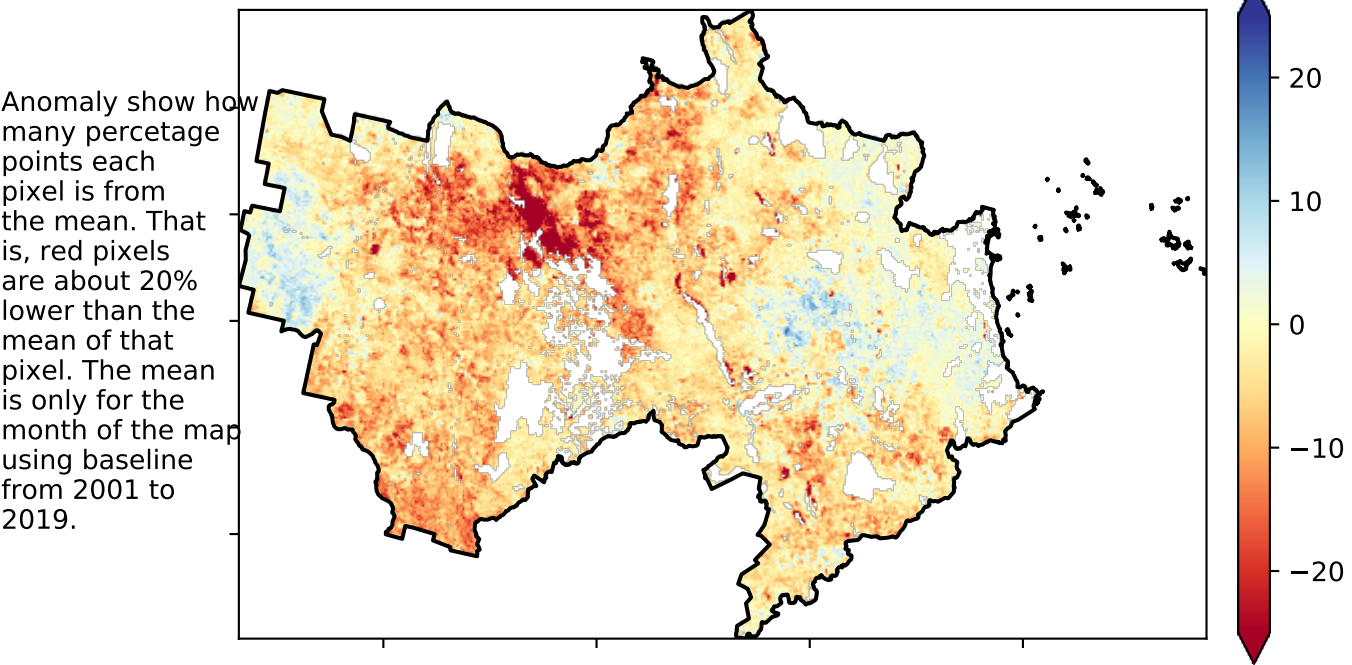 Anomaly show how
many percetage
points each
pixel is from
the mean. That
is, red pixels
are about 20%
lower than the
mean of that
pixel. The mean
is only for the
month of the map
using baseline
from 2001 to
2019.
20
10
0
−10
−20